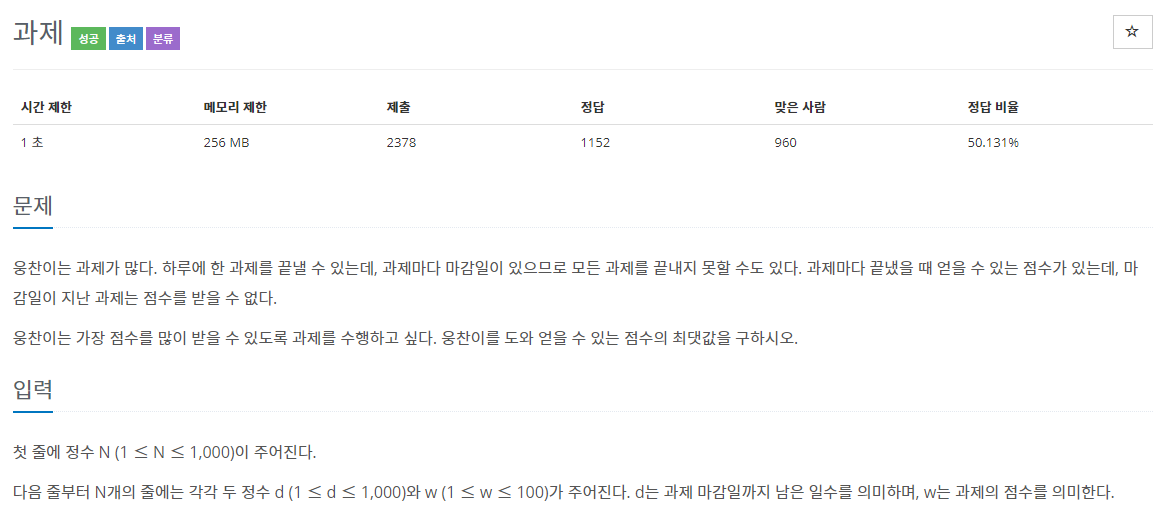 과제 성공 출처 분류 ☆
시간 제한 메모리 제한 제출 정답 맞은 사람 정답 비율
1 초 256 MB 2378 1152 960 50.131%
문제
웅찬이는 과제가 많다. 하루에 한 과제를 끝낼 수 있는데, 과제마다 마감일이 있으므로 모든 과제를 끝내지 못할 수도 있다. 과제마다 끝냈을 때 얻을 수 있는 점수가 있는데, 마
감일이 지난 과제는 점수를 받을 수 없다.
웅찬이는 가장 점수를 많이 받을 수 있도록 과제를 수행하고 싶다. 웅찬이를 도와 얻을 수 있는 점수의 최댓값을 구하시오.
입력
첫 줄에 정수 N (1 ≤ N ≤ 1,000)이 주어진다.
다음 줄부터 N개의 줄에는 각각 두 정수 d (1 ≤ d ≤ 1,000)와 w (1 ≤ w ≤ 100)가 주어진다. d는 과제 마감일까지 남은 일수를 의미하며, w는 과제의 점수를 의미한다.